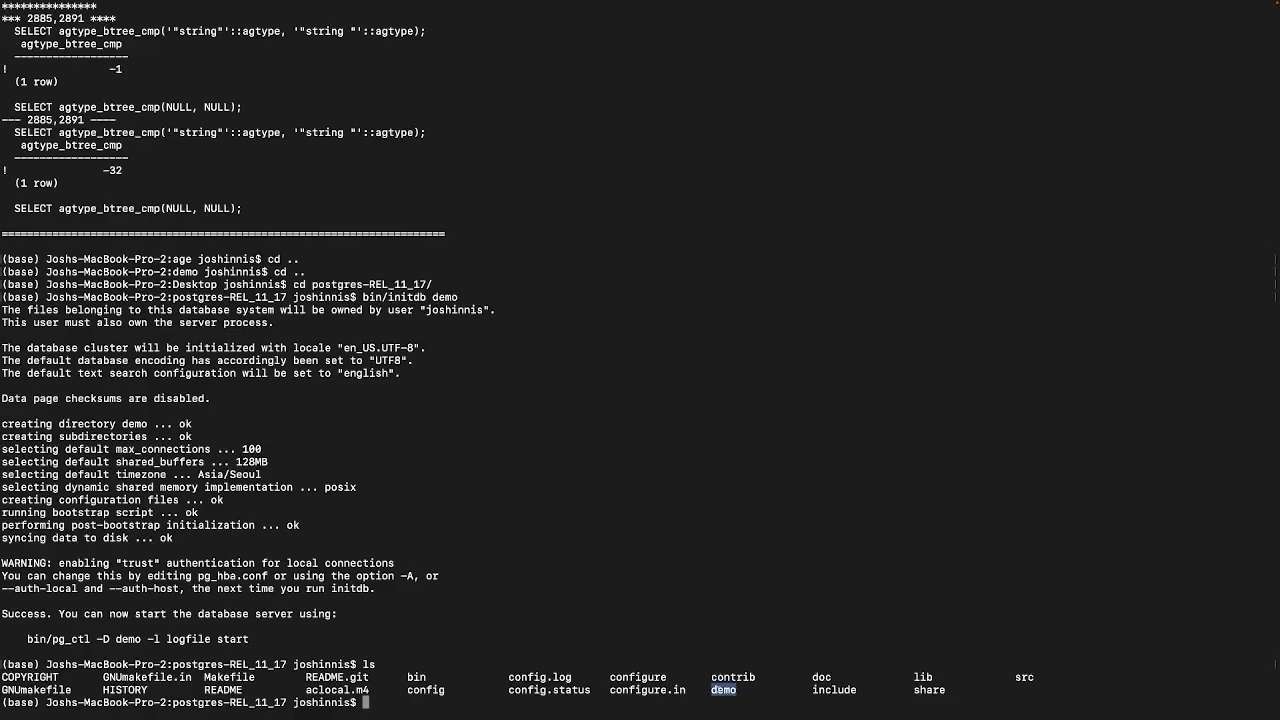 ***************
*** 2885,2891 ****
  SELECT agtype_btree_cmp('"string"'::agtype, '"string "'::agtype);
   agtype_btree_cmp
  ------------------
!               -1
  (1 row)

  SELECT agtype_btree_cmp(NULL, NULL);
--- 2885,2891 ----
  SELECT agtype_btree_cmp('"string"'::agtype, '"string "'::agtype);
   agtype_btree_cmp
  ------------------
!              -32
  (1 row)

  SELECT agtype_btree_cmp(NULL, NULL);

======================================================================

(base) Joshs-MacBook-Pro-2:age joshinnis$ cd ..
(base) Joshs-MacBook-Pro-2:demo joshinnis$ cd ..
(base) Joshs-MacBook-Pro-2:Desktop joshinnis$ cd postgres-REL_11_17/
(base) Joshs-MacBook-Pro-2:postgres-REL_11_17 joshinnis$ bin/initdb demo
The files belonging to this database system will be owned by user "joshinnis".
This user must also own the server process.

The database cluster will be initialized with locale "en_US.UTF-8".
The default database encoding has accordingly been set to "UTF8".
The default text search configuration will be set to "english".

Data page checksums are disabled.

creating directory demo ... ok
creating subdirectories ... ok
selecting default max_connections ... 100
selecting default shared_buffers ... 128MB
selecting default timezone ... Asia/Seoul
selecting dynamic shared memory implementation ... posix
creating configuration files ... ok
running bootstrap script ... ok
performing post-bootstrap initialization ... ok
syncing data to disk ... ok

WARNING: enabling "trust" authentication for local connections
You can change this by editing pg_hba.conf or using the option -A, or
--auth-local and --auth-host, the next time you run initdb.

Success. You can now start the database server using:

    bin/pg_ctl -D demo -l logfile start

(base) Joshs-MacBook-Pro-2:postgres-REL_11_17 joshinnis$ ls
COPYRIGHT GNUmakefile.in Makefile README.git bin config.log configure contrib doc lib src
GNUmakefile HISTORY README aclocal.m4 config config.status configure.in demo include share
(base) Joshs-MacBook-Pro-2:postgres-REL_11_17 joshinnis$